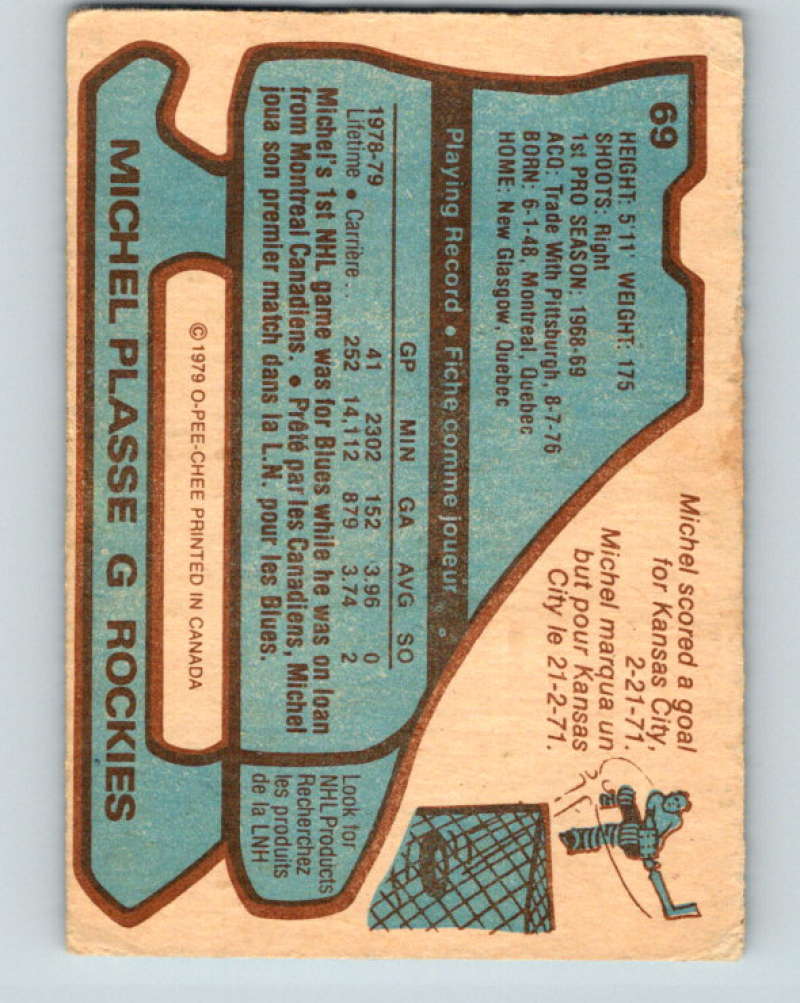 69
HEIGHT: 5'11' WEIGHT: 175
SHOOTS: Right
1st PRO SEASON: 1968-69
ACQ: Trade With Pittsburgh, 8-7-76
BORN: 6-1-48, Montreal, Quebec
HOME: New Glasgow, Quebec
Michel scored a goal
for Kansas City,
2-21-71.
Michel marqua un
but pour Kansas
City le 21-2-71.
Playing Record • Fiche comme joueur
GP MIN GA AVG SO
1978-79 41 2302 152 3.96 0
Lifetime • Carrière . . 252 14,112 879 3.74 2
Michel's 1st NHL game was for Blues while he was on loan
from Montreal Canadiens. • Prêté par les Canadiens, Michel
joua son premier match dans la L.N. pour les Blues.
Look for
NHL Products
Recherchez
les produits
de la LNH
© 1979 O-PEE-CHEE PRINTED IN CANADA
MICHEL PLASSE G ROCKIES